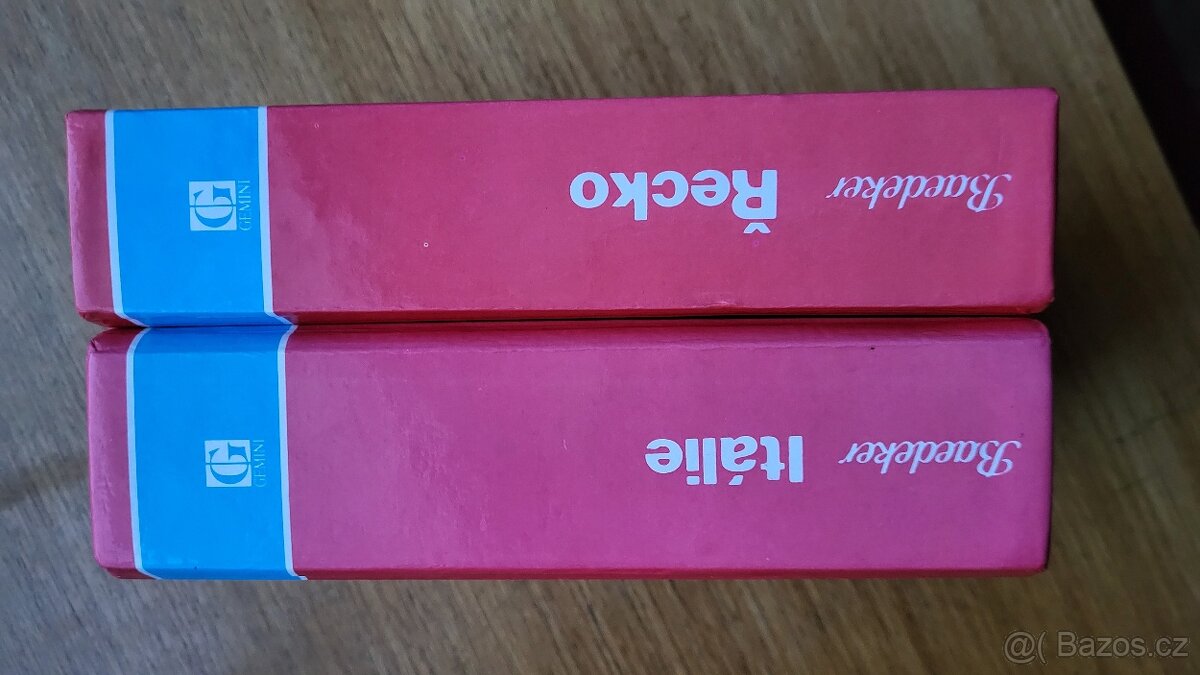 Baedeker Řecko
GEMINI
Baedeker Itálie
GEMINI
@( Bazos.cz